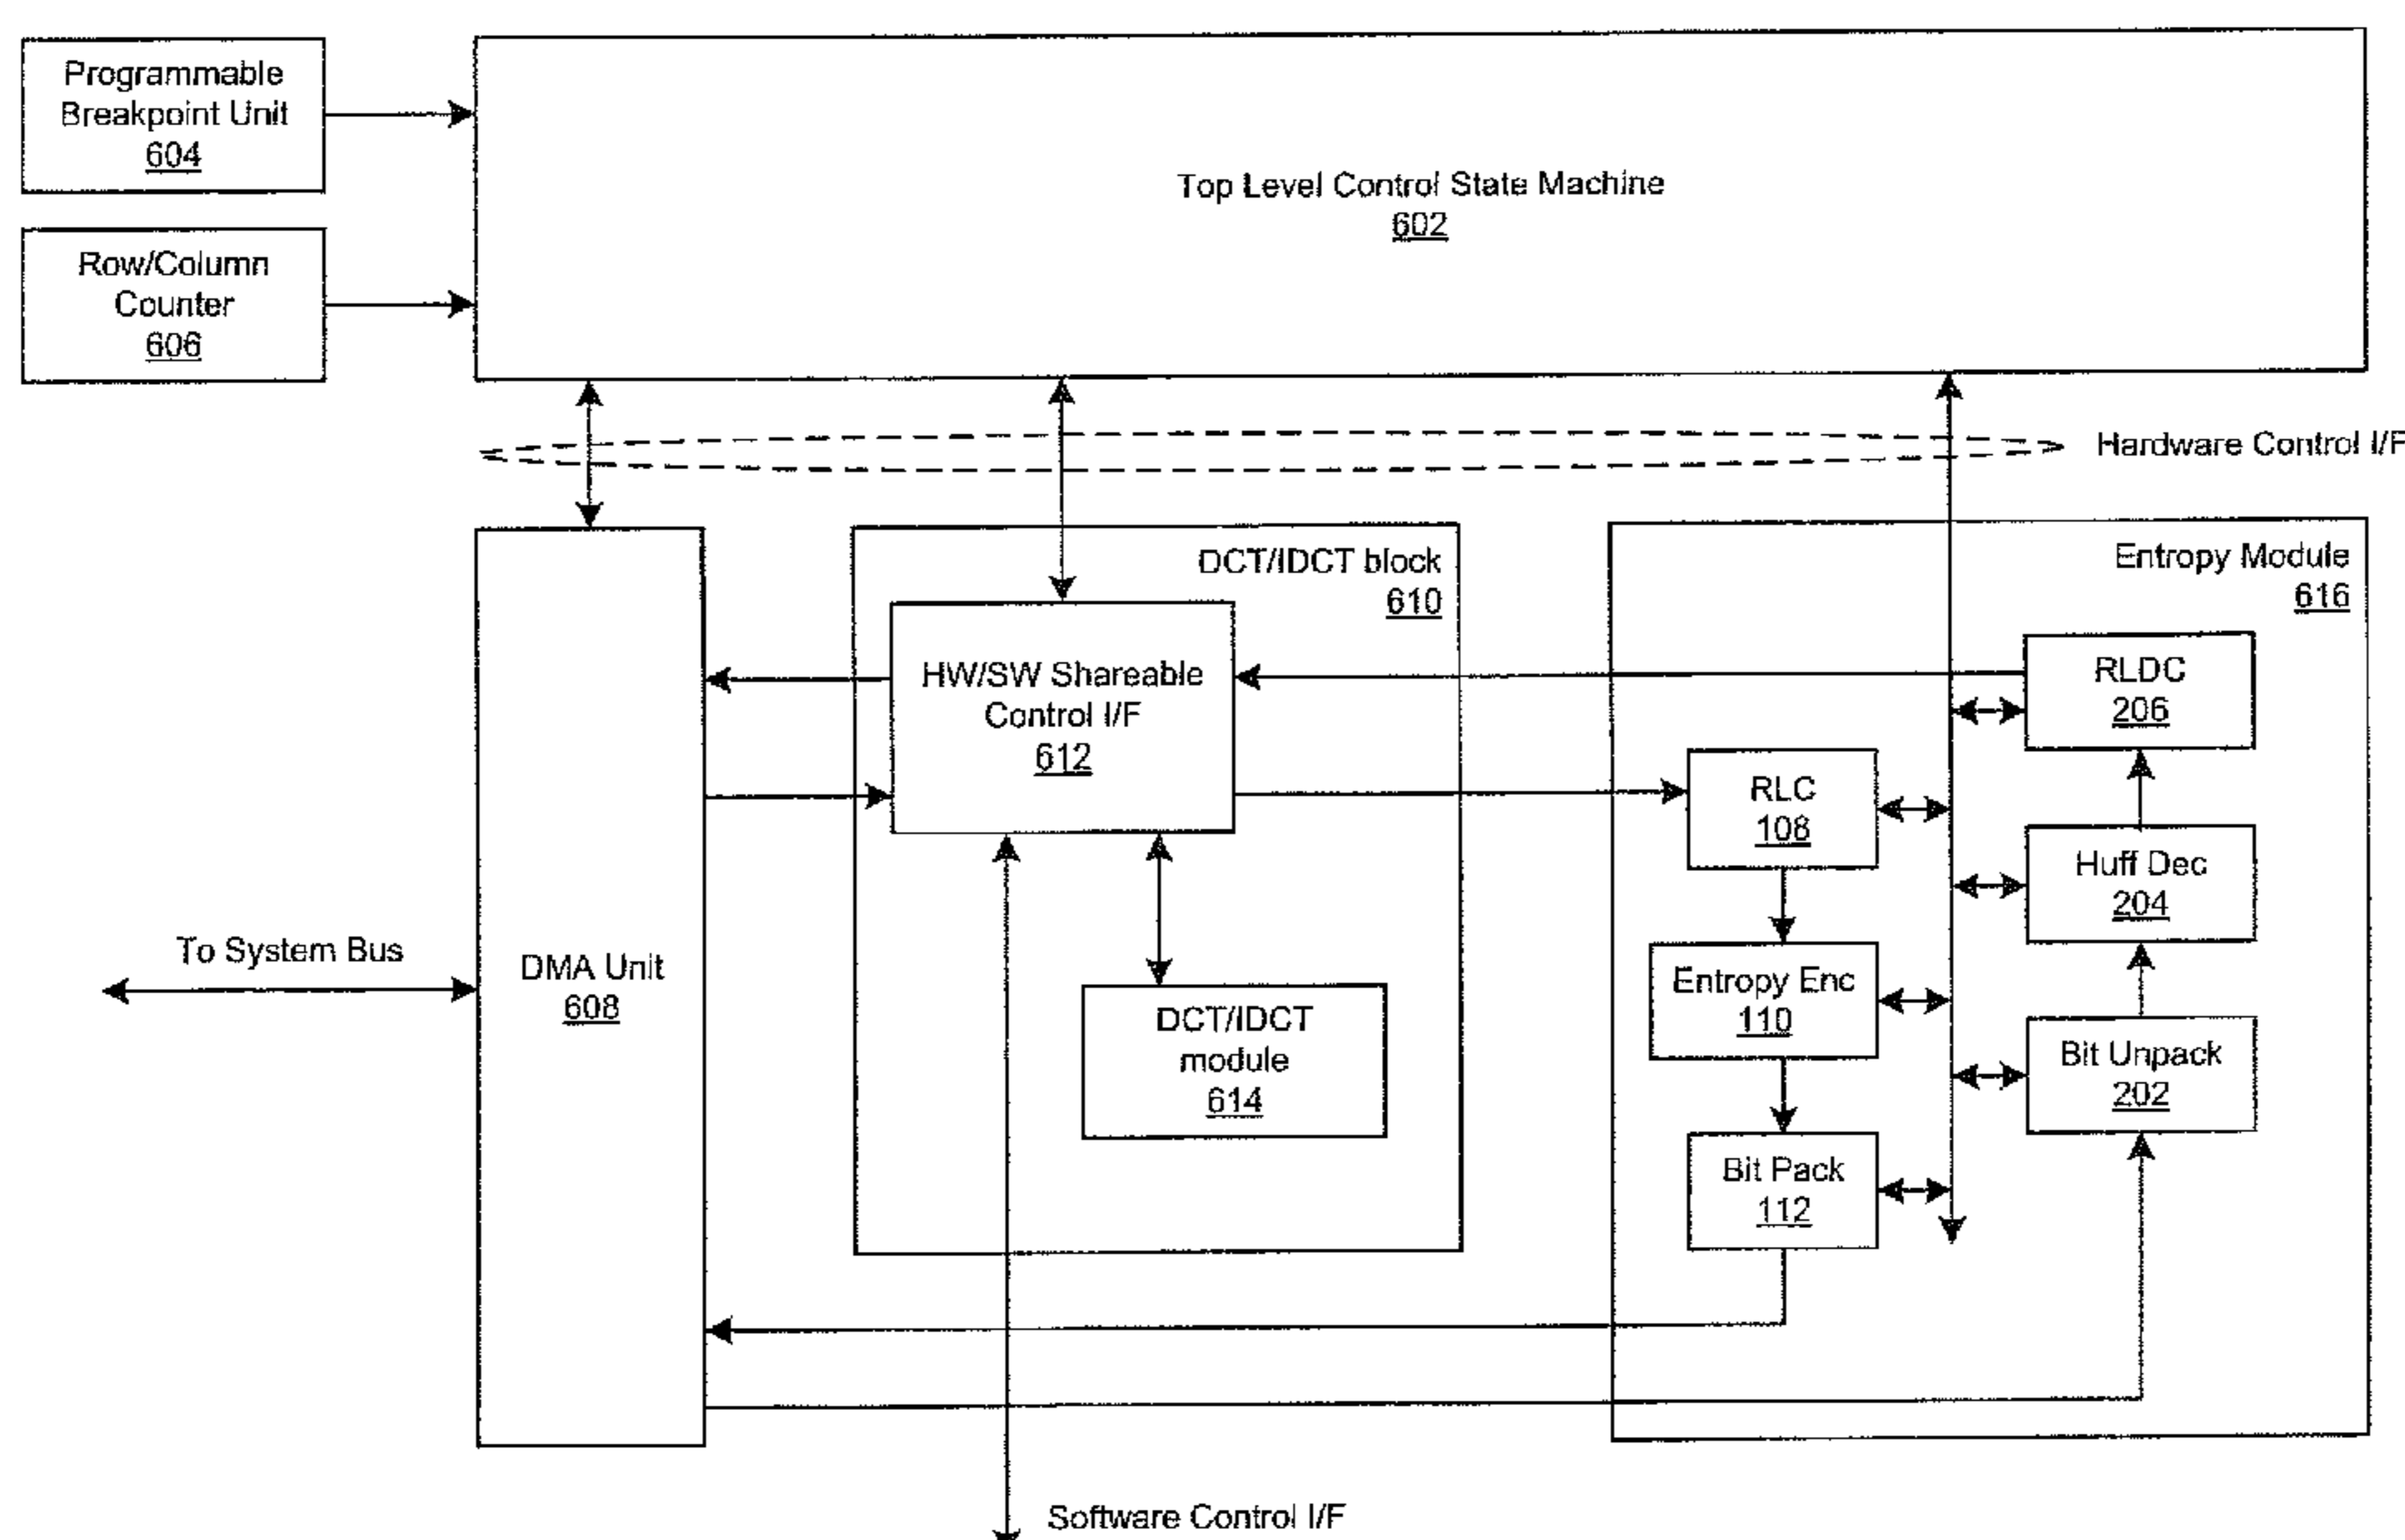 Programmable
Breakpoint Unit
604
Row/Column
Counter
606
Top Level Control State Machine
602
Hardware Control I/F
DCT/IDCT block
610
Entropy Module
616
HW/SW Shareable
Control I/F
612
RLDC
206
RLC
108
Huff Dec
204
To System Bus
DMA Unit
608
Entropy Enc
110
DCT/IDCT
module
614
Bit Unpack
202
Bit Pack
112
Software Control I/F